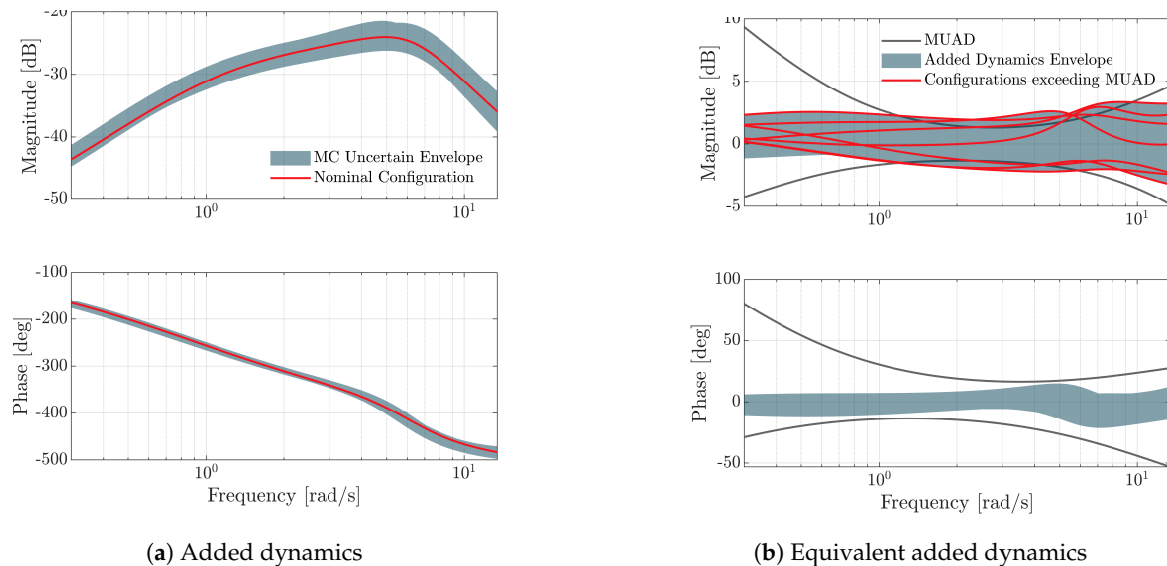 -20
-30
-40
-50
Magnitude [dB]
MC Uncertain Envelope
Nominal Configuration
10⁰
10¹
-100
-200
-300
-400
-500
Phase [deg]
10⁰
10¹
Frequency [rad/s]
(a) Added dynamics
10
5
0
-5
Magnitude [dB]
MUAD
Added Dynamics Envelope
Configurations exceeding MUAD
10⁰
10¹
100
50
0
-50
Phase [deg]
10⁰
10¹
Frequency [rad/s]
(b) Equivalent added dynamics